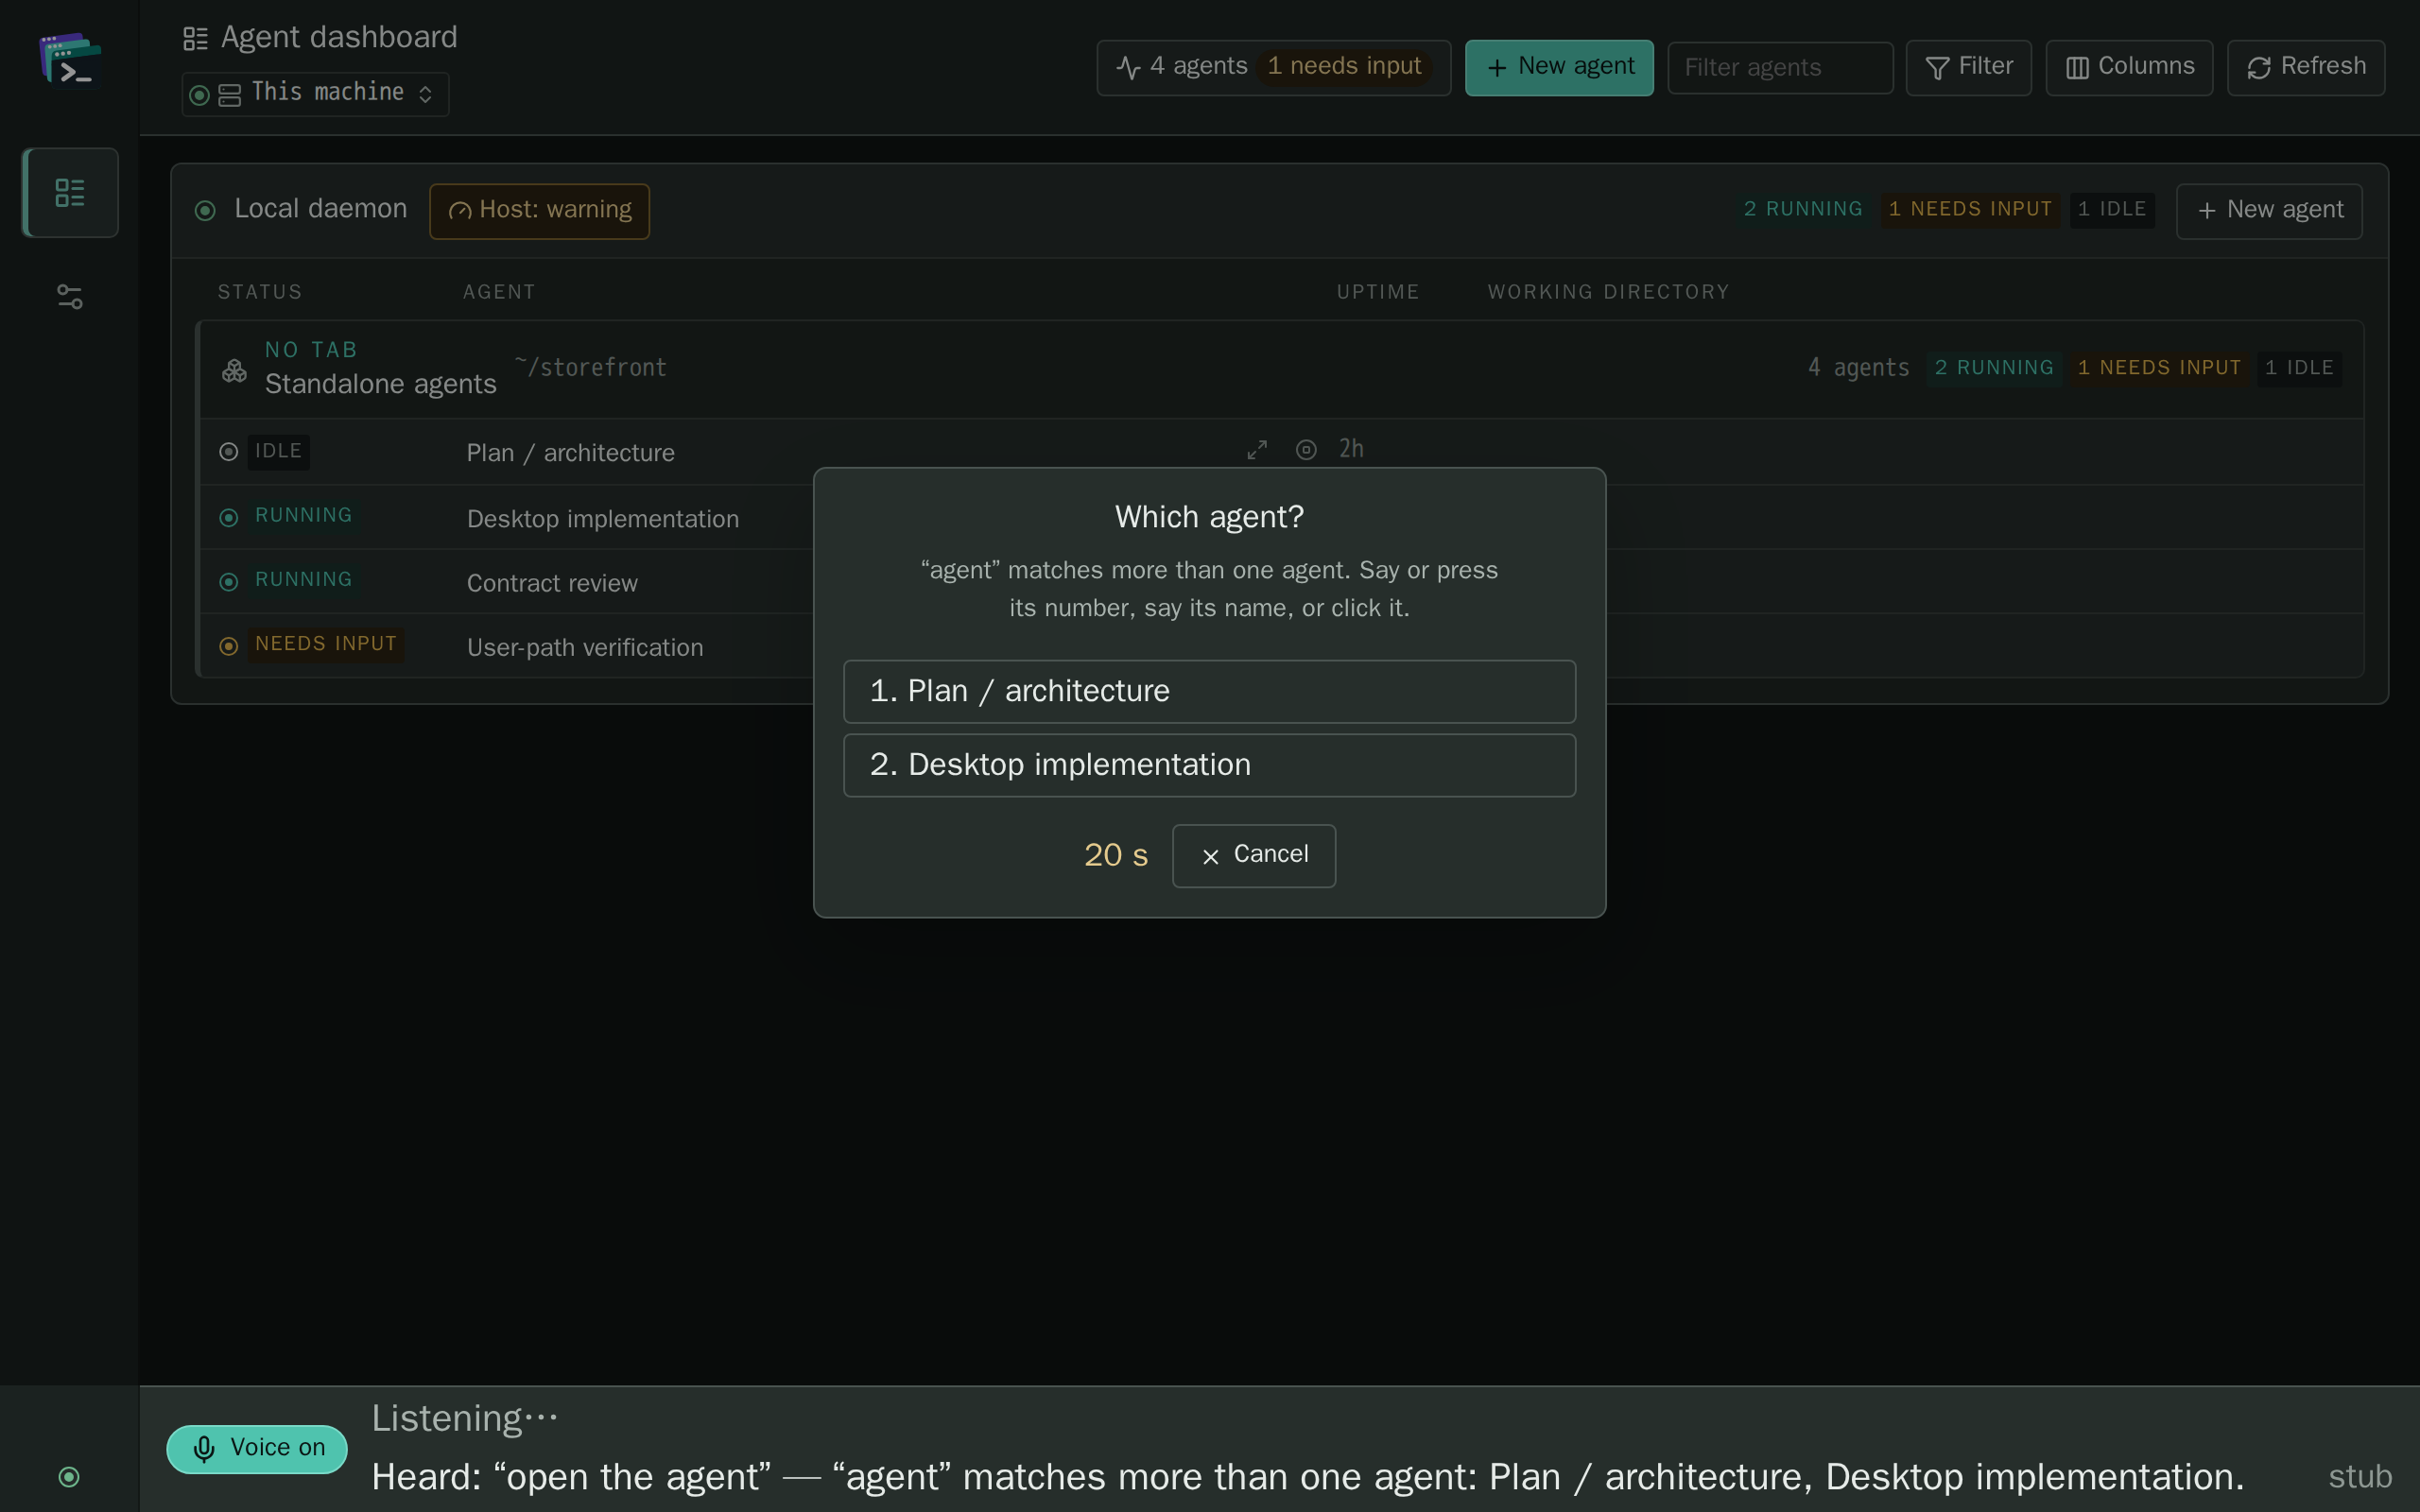 Agent dashboard
This machine
4 agents 1 needs input
+ New agent
Filter agents
Filter
Columns
Refresh
Local daemon
Host: warning
2 RUNNING 1 NEEDS INPUT 1 IDLE
+ New agent
STATUS AGENT UPTIME WORKING DIRECTORY
NO TAB
Standalone agents
~/storefront
4 agents 2 RUNNING 1 NEEDS INPUT 1 IDLE
IDLE Plan / architecture 2h
RUNNING Desktop implementation
RUNNING Contract review
NEEDS INPUT User-path verification
Which agent?
“agent” matches more than one agent. Say or press
its number, say its name, or click it.
1. Plan / architecture
2. Desktop implementation
20 s
Cancel
Voice on
Listening···
Heard: “open the agent” — “agent” matches more than one agent: Plan / architecture, Desktop implementation.
stub